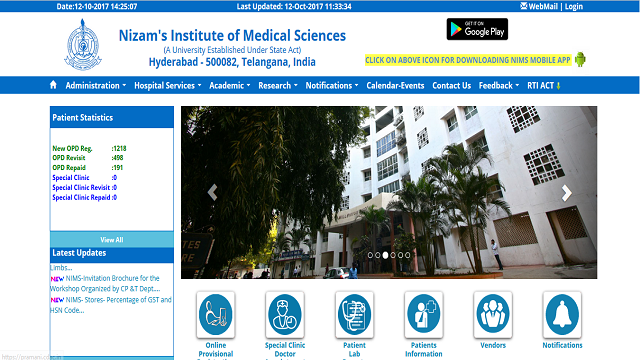 Date:12-10-2017 14:25:07
Last Updated: 12-Oct-2017 11:33:34
WebMail | Login
Nizam's Institute of Medical Sciences
(A University Established Under State Act)
Hyderabad - 500082, Telangana, India
GET IT ON
Google Play
CLICK ON ABOVE ICON FOR DOWNLOADING NIMS MOBILE APP
Administration
Hospital Services
Academic
Research
Notifications
Calendar-Events
Contact Us
Feedback
RTI ACT
Patient Statistics
New OPD Reg. :1218
OPD Revisit :498
OPD Repaid :191
Special Clinic :0
Special Clinic Revisit :0
Special Clinic Repaid :0
View All
Latest Updates
Limbs...
NEW NIMS-Invitation Brochure for the
Workshop Organized by CP &T Dept....
NEW NIMS- Stores- Percentage of GST and
HSN Code...
Online
Provisional
Special Clinic
Doctor
Patient
Lab
Patients
Information
Vendors
Notifications